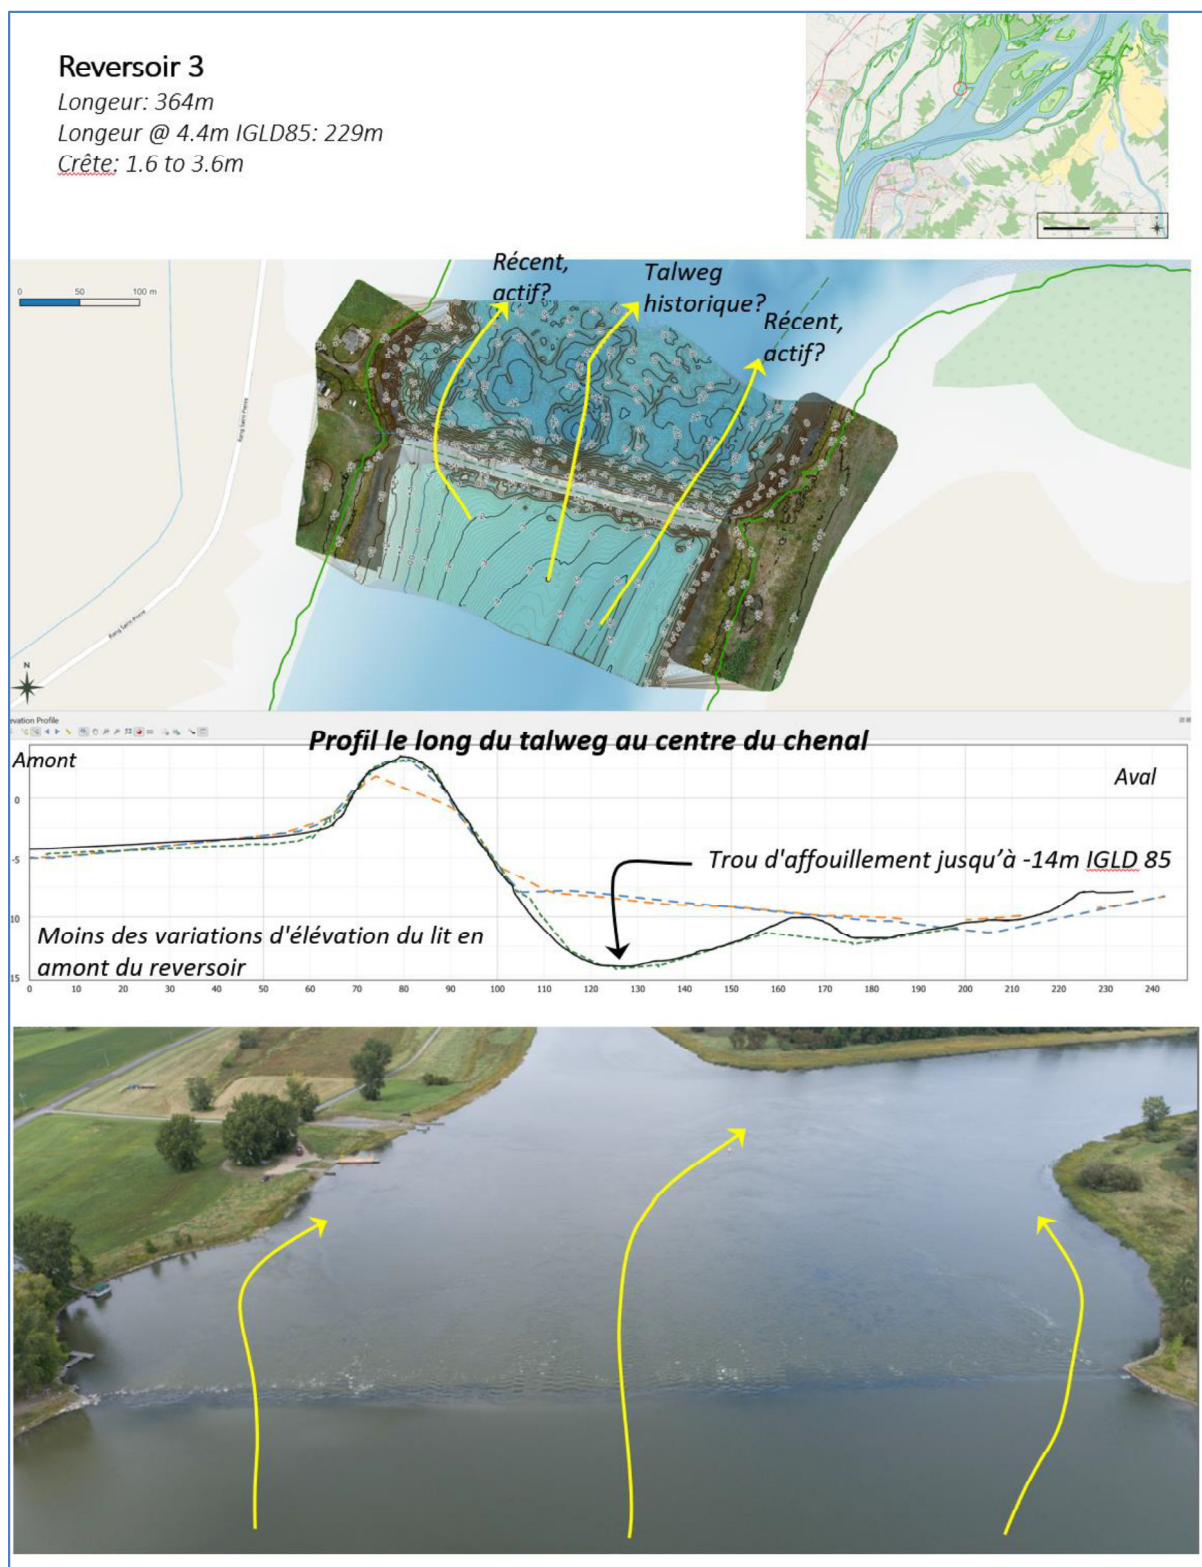 Reversoir 3
Longeur: 364m
Longeur @ 4.4m IGLD85: 229m
Crête: 1.6 to 3.6m
Récent,
actif?
Talweg
historique?
Récent,
actif?
0 50 100 m
Rang Saint-Pierre
Rang Saint-Pierre
N
evation Profile
Profil le long du talweg au centre du chenal
Amont
Aval
0
-5
Trou d'affouillement jusqu'à -14m IGLD 85
10
Moins des variations d'élévation du lit en
amont du reversoir
15
0 10 20 30 40 50 60 70 80 90 100 110 120 130 140 150 160 170 180 190 200 210 220 230 240